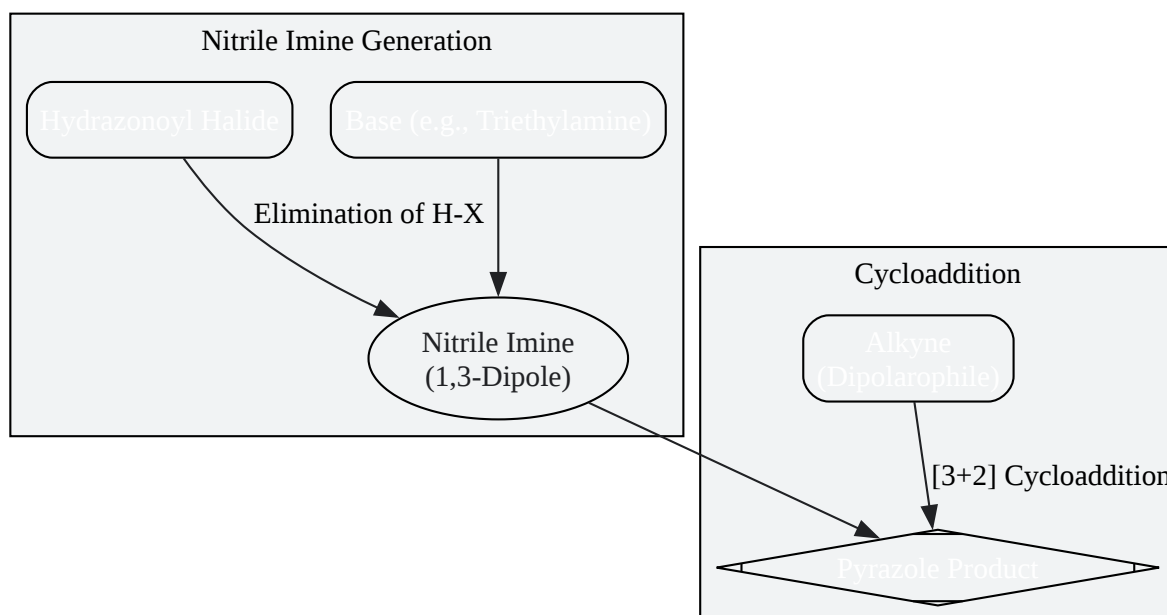 Nitrile Imine Generation
Hydrazonoyl Halide
Base (e.g., Triethylamine)
Elimination of H-X
Nitrile Imine
(1,3-Dipole)
Cycloaddition
Alkyne
(Dipolarophile)
[3+2] Cycloaddition
Pyrazole Product